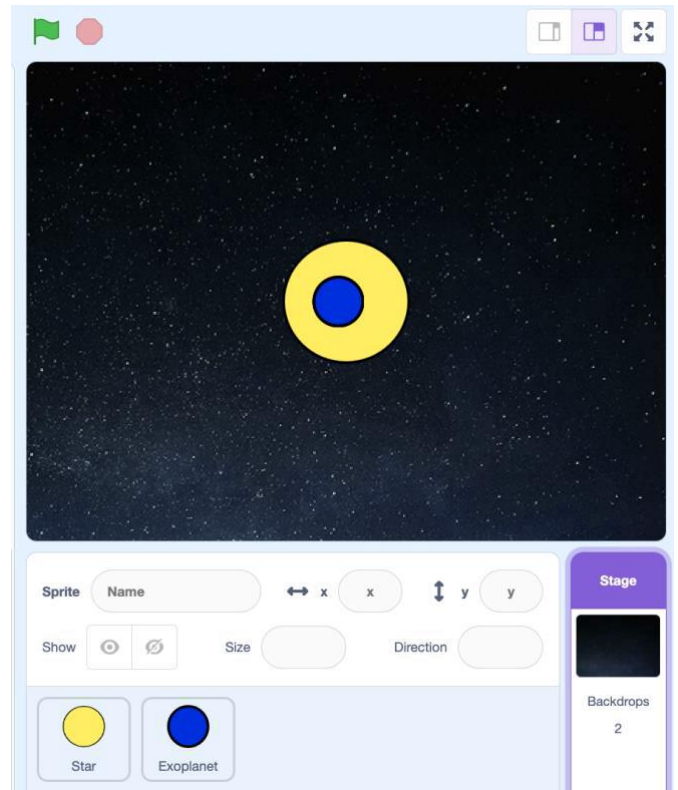 Sprite Name x x y y
Stage
Show Size Direction
Backdrops
2
Star Exoplanet